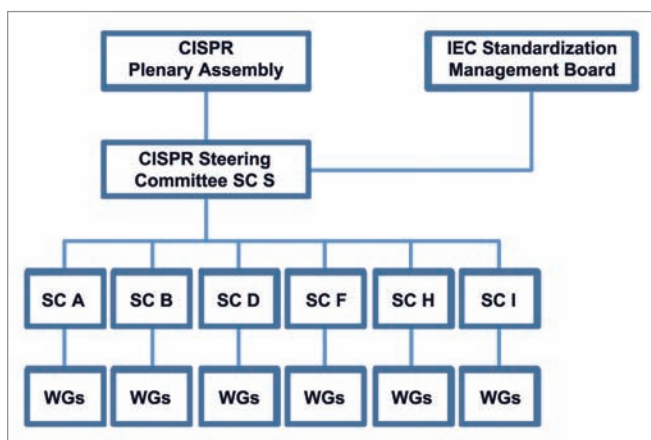 CISPR
Plenary Assembly
IEC Standardization
Management Board
CISPR Steering
Committee SC S
SC A
SC B
SC D
SC F
SC H
SC I
WGs
WGs
WGs
WGs
WGs
WGs